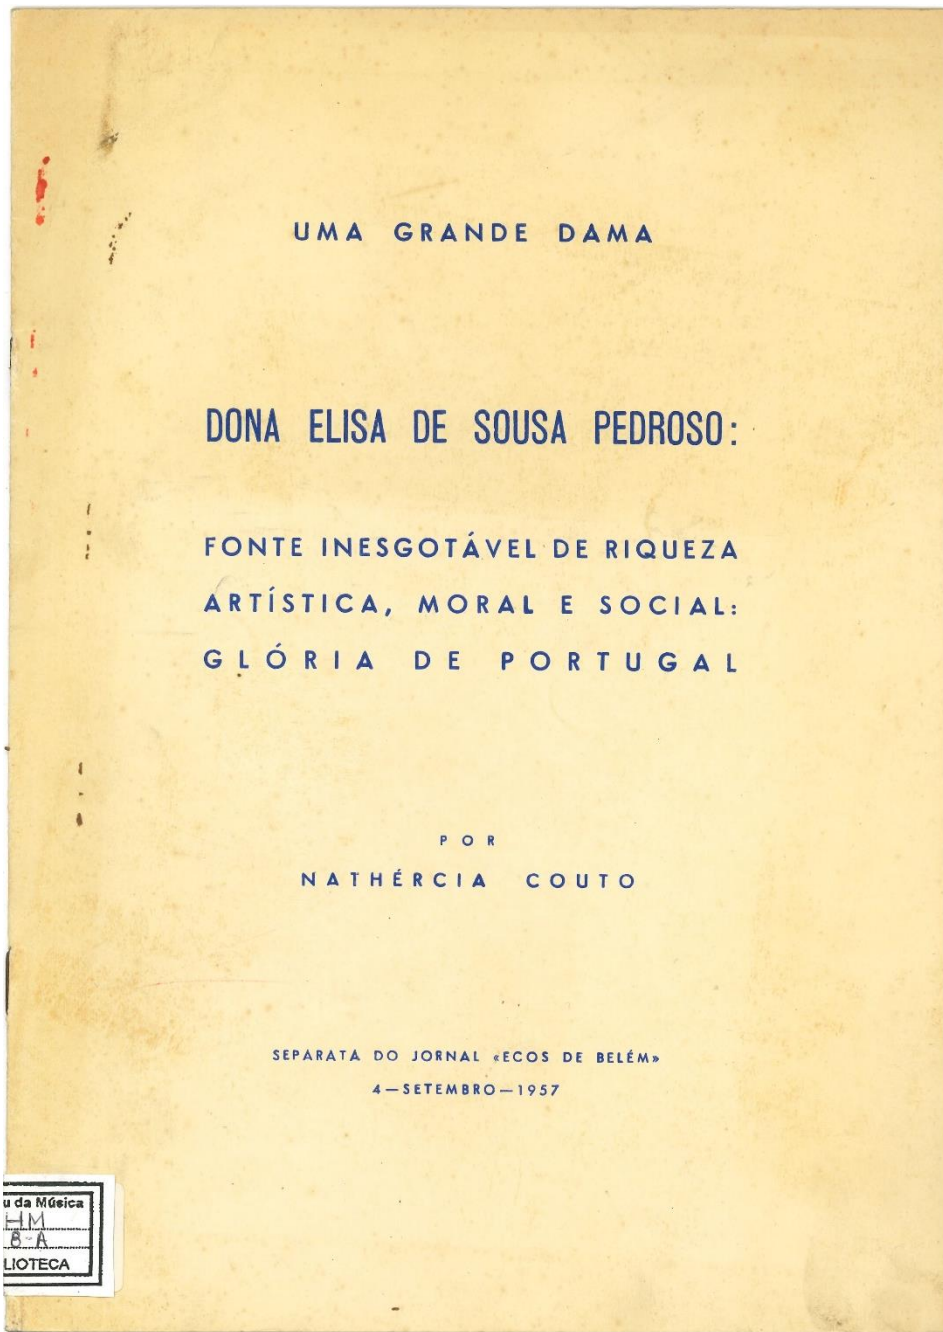 UMA GRANDE DAMA
DONA ELISA DE SOUSA PEDROSO:
FONTE INESGOTÁVEL DE RIQUEZA
ARTÍSTICA, MORAL E SOCIAL:
GLÓRIA DE PORTUGAL
POR
NATHÉRCIA COUTO
SEPARATA DO JORNAL «ECOS DE BELÉM»
4—SETEMBRO—1957
u da Música
HM
8-A
LIOTECA